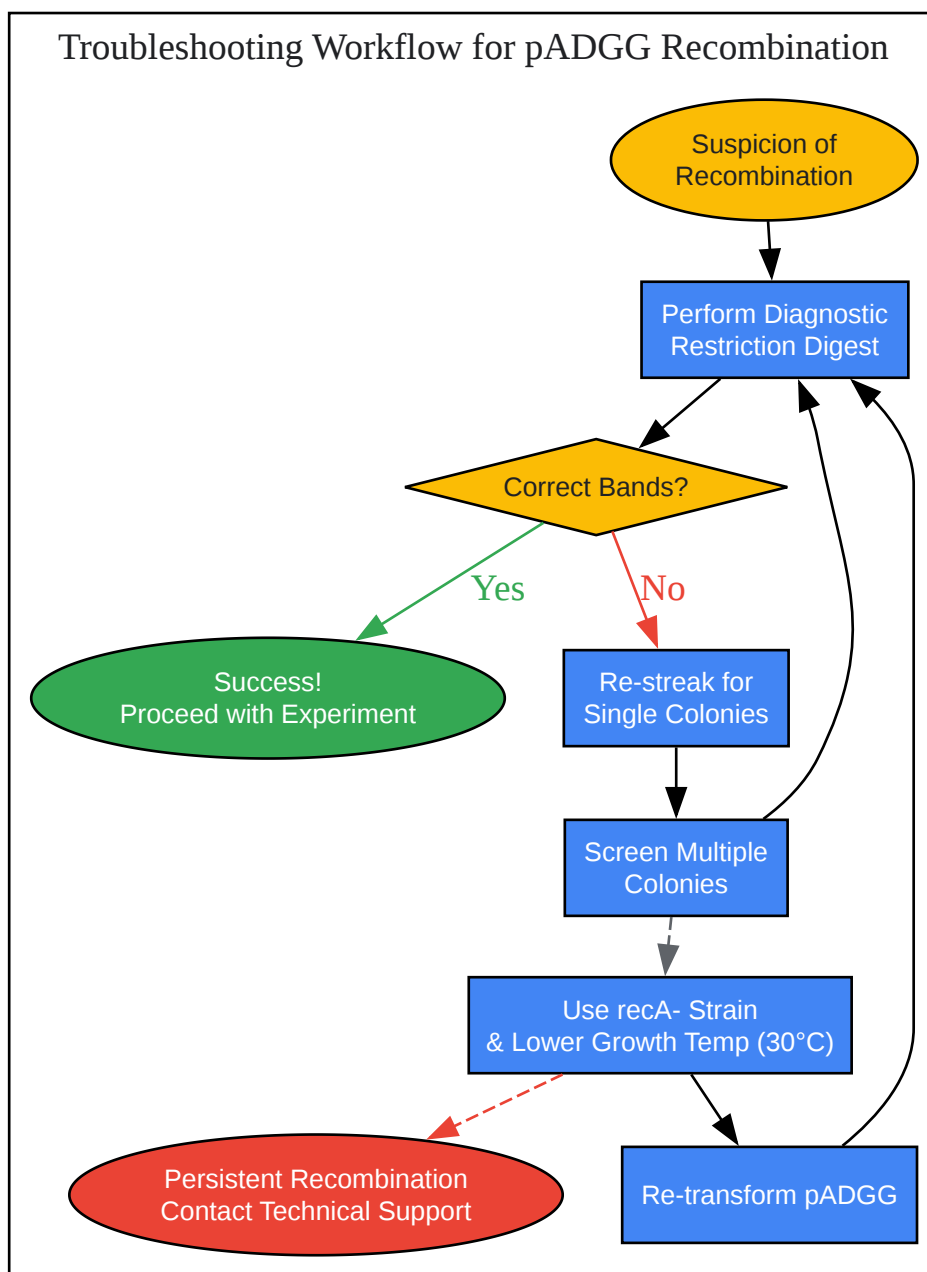 Troubleshooting Workflow for pADGG Recombination
Suspicion of
Recombination
Perform Diagnostic
Restriction Digest
Correct Bands?
Yes
No
Success!
Proceed with Experiment
Re-streak for
Single Colonies
Screen Multiple
Colonies
Use recA- Strain
& Lower Growth Temp (30°C)
Persistent Recombination
Contact Technical Support
Re-transform pADGG